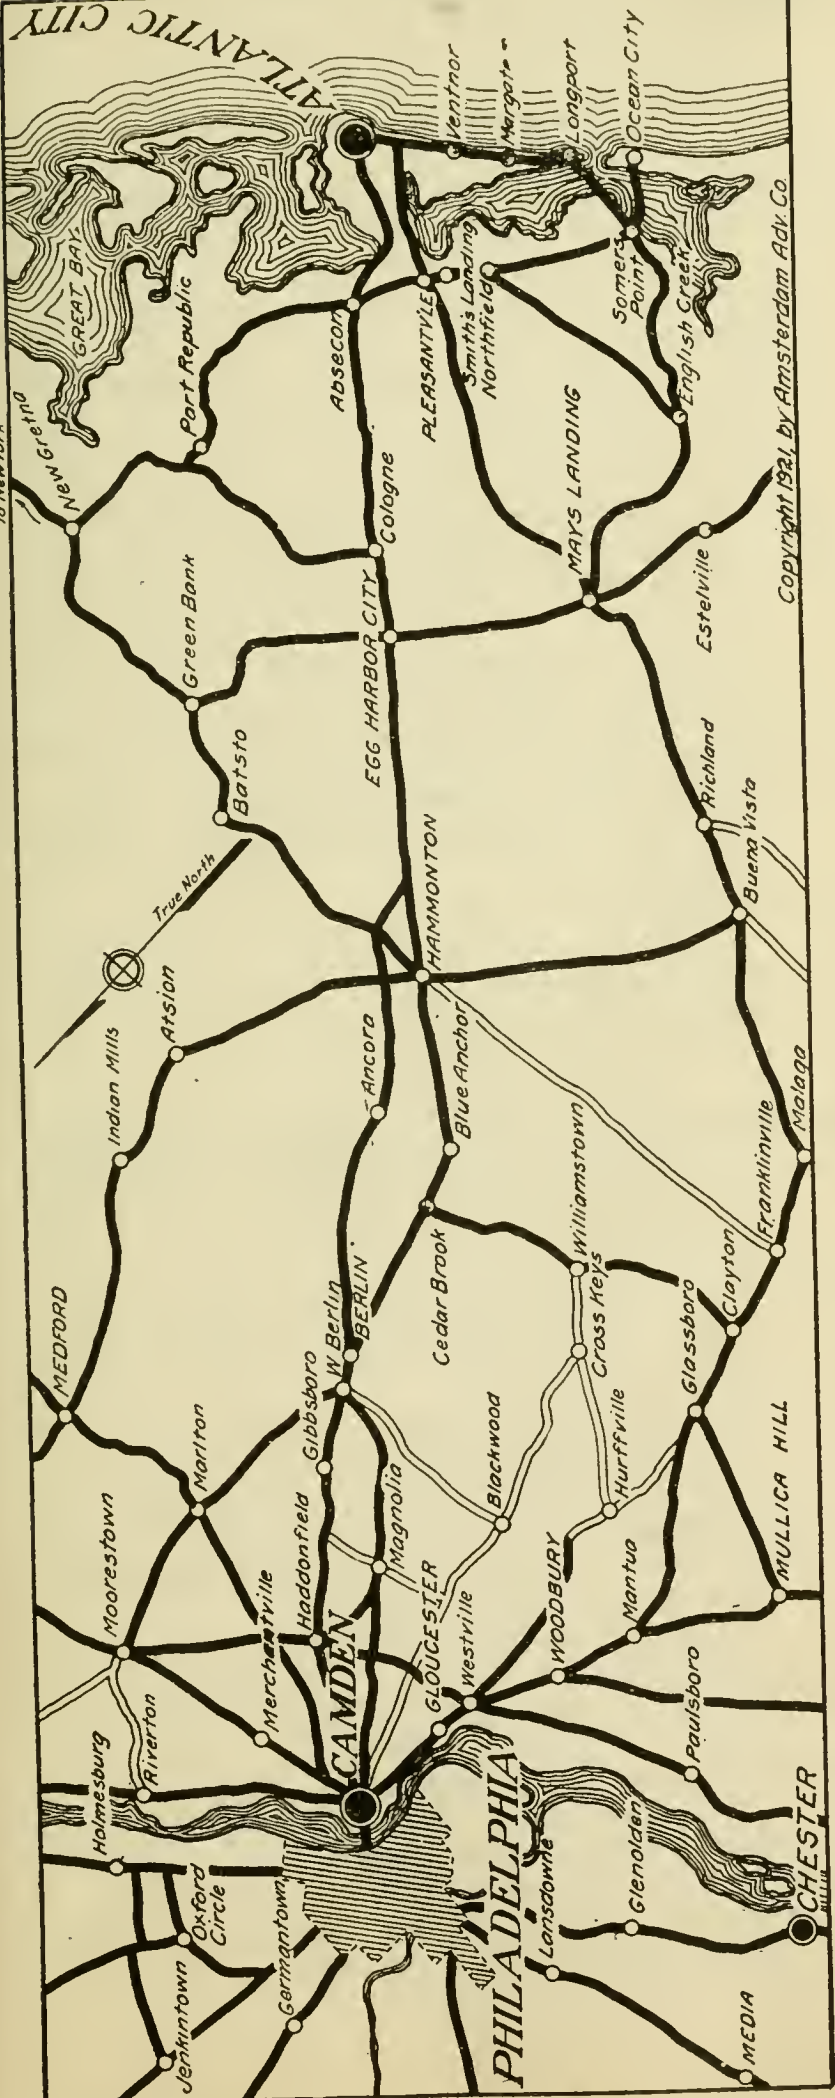 ATLANTIC CITY
Ventnor
Margate
Longport
Ocean City
GREAT BAY
Port Republic
Absecon
PLEASANTV'LE
Smith's Landing
Northfield
Somers
Point
English Creek
New Gretna
Cologne
MAYS LANDING
Green Bank
EGG HARBOR CITY
Estelville
Batsto
Richland
Buena Vista
True North
HAMMONTON
Atsion
Indian Mills
Ancora
Blue Anchor
Williamstown
Franklinville
Malaga
MEDFORD
W Berlin
BERLIN
Cedar Brook
Cross Keys
Clayton
Glassboro
Gibbsboro
Marlton
Blackwood
Hurffville
MULLICA HILL
Moorestown
Haddonfield
Magnolia
Merchantville
GLOUCESTER
Westville
WOODBURY
Mantua
Paulsboro
Riverton
CAMDEN
Holmesburg
Oxford
Circle
Germantown
Jenkintown
PHILADELPHIA
Lansdowne
Glenolden
CHESTER
MEDIA
Copyright 1921, by Amsterdam Adv. Co.